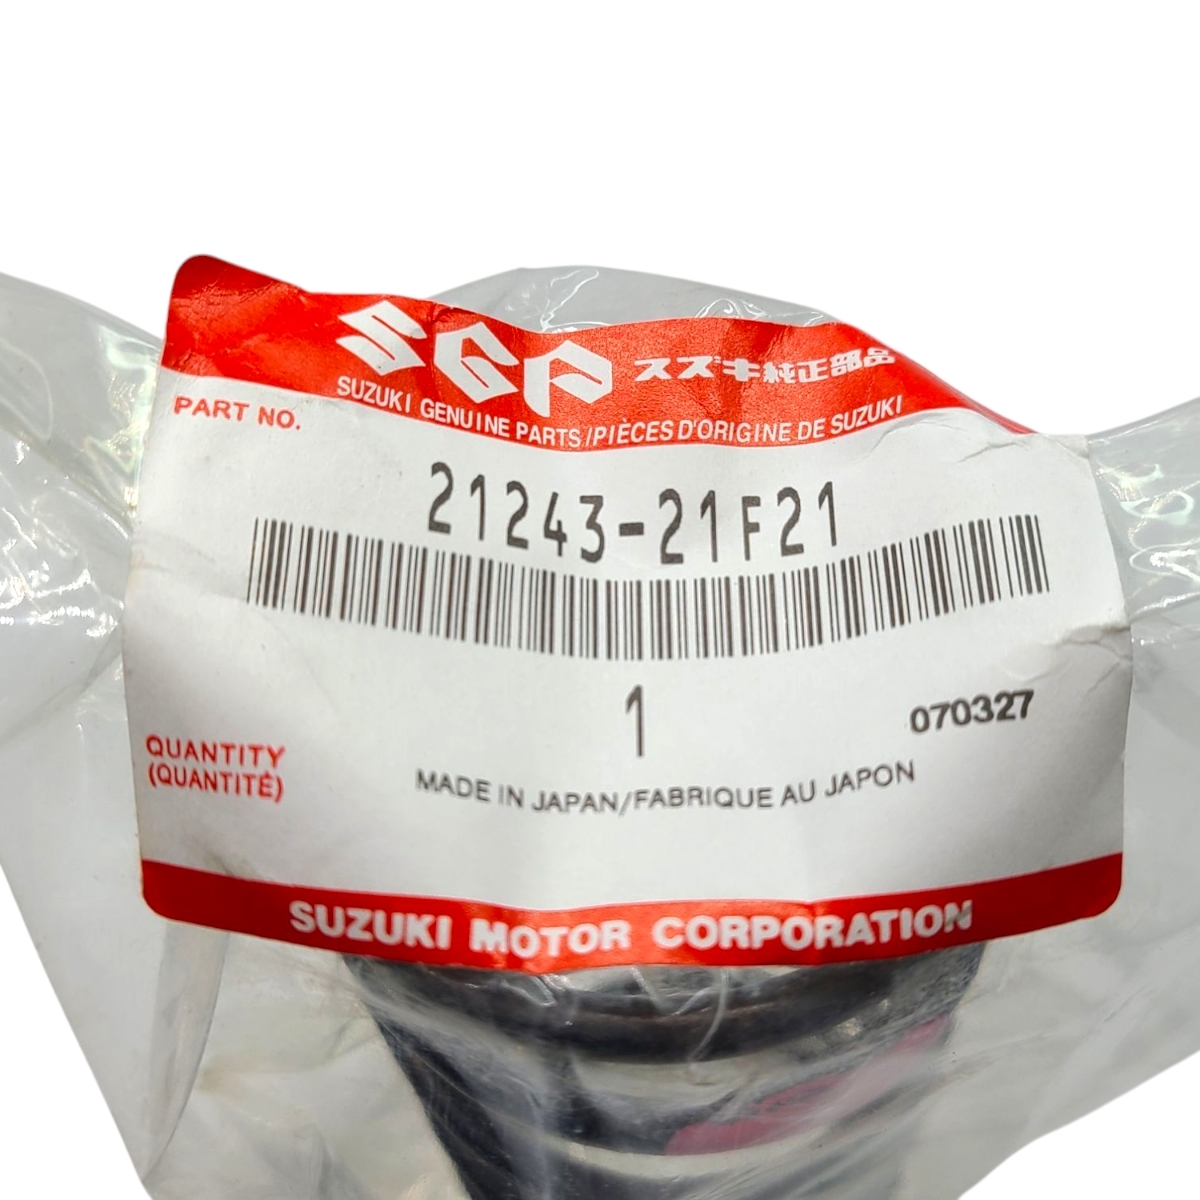 SGP スズキ純正部品
SUZUKI GENUINE PARTS/PIÈCES D'ORIGINE DE SUZUKI
PART NO.
21243-21F21
1
070327
QUANTITY
(QUANTITÉ)
MADE IN JAPAN/FABRIQUE AU JAPON
SUZUKI MOTOR CORPORATION